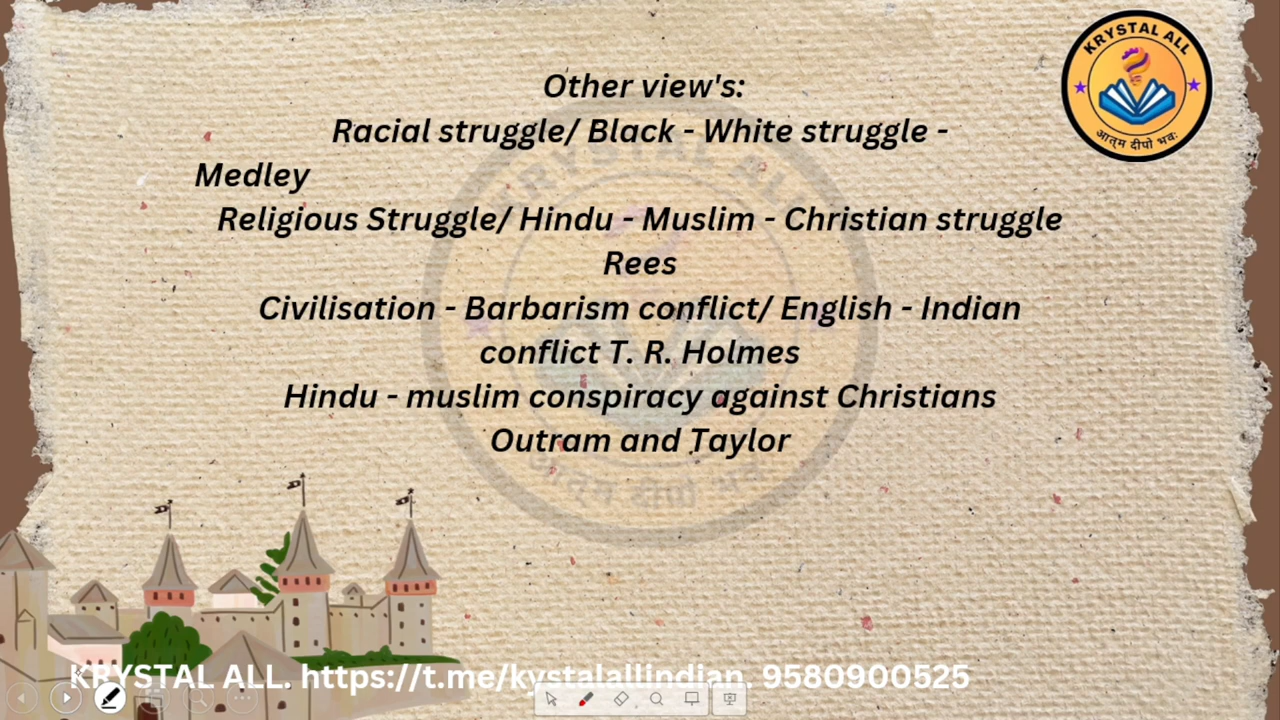 KRYSTAL ALL
आत्म दीपो भवः
Other view's:
Racial struggle/ Black - White struggle -
Medley
Religious Struggle/ Hindu - Muslim - Christian struggle
Rees
Civilisation - Barbarism conflict/ English - Indian
conflict T. R. Holmes
Hindu - muslim conspiracy against Christians
Outram and Taylor
KRYSTAL ALL. https://t.me/kystalallindian. 9580900525